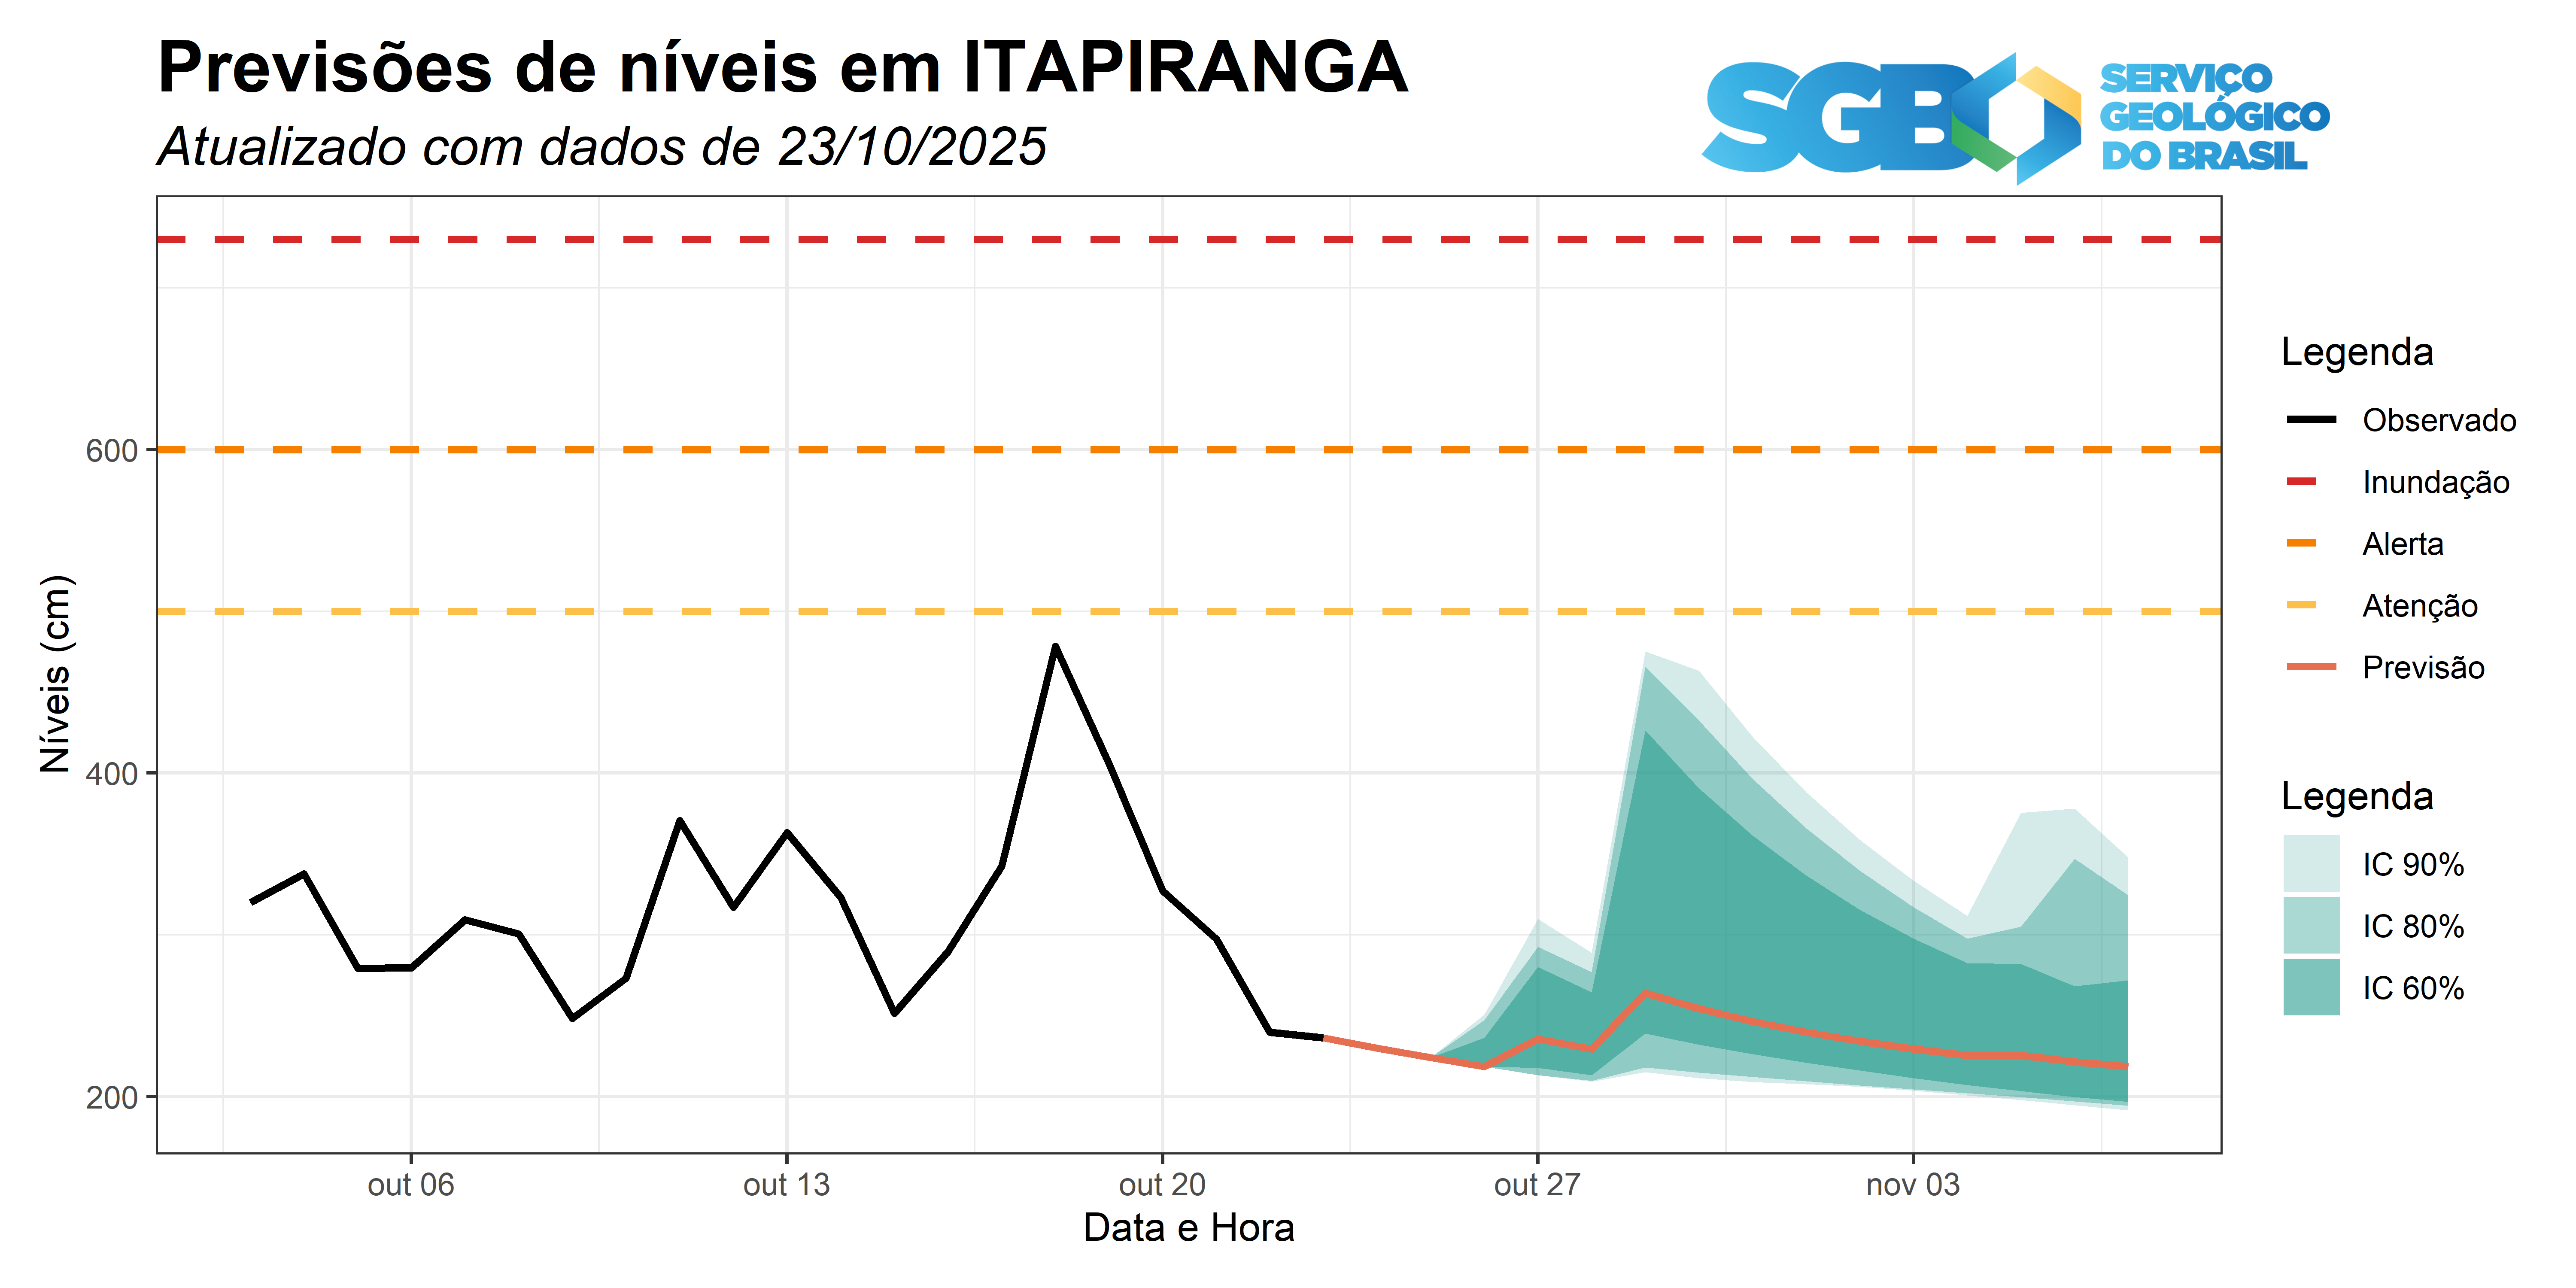 Previsões de níveis em ITAPIRANGA
Atualizado com dados de 23/10/2025
SGB
SERVIÇO
GEOLÓGICO
DO BRASIL
Níveis (cm)
600
400
200
out 06
out 13
out 20
out 27
nov 03
Data e Hora
Legenda
Observado
Inundação
Alerta
Atenção
Previsão
Legenda
IC 90%
IC 80%
IC 60%